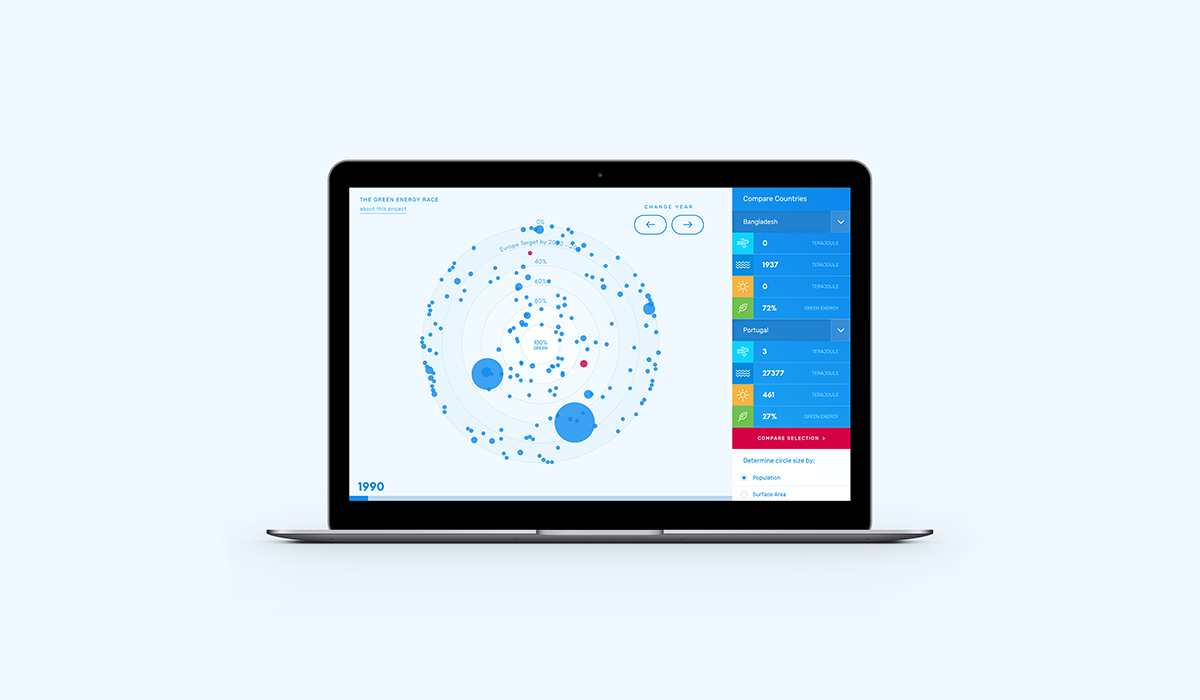 THE GREEN ENERGY RACE
about this project
CHANGE YEAR
0%
Europe Target by
40%
60%
80%
100%
GREEN
1990
Compare Countries
Bangladesh
0 TERAJOULE
1937 TERAJOULE
0 TERAJOULE
72% GREEN ENERGY
Portugal
3 TERAJOULE
27377 TERAJOULE
461 TERAJOULE
27% GREEN ENERGY
COMPARE SELECTION >
Determine circle size by:
Population
Surface Area